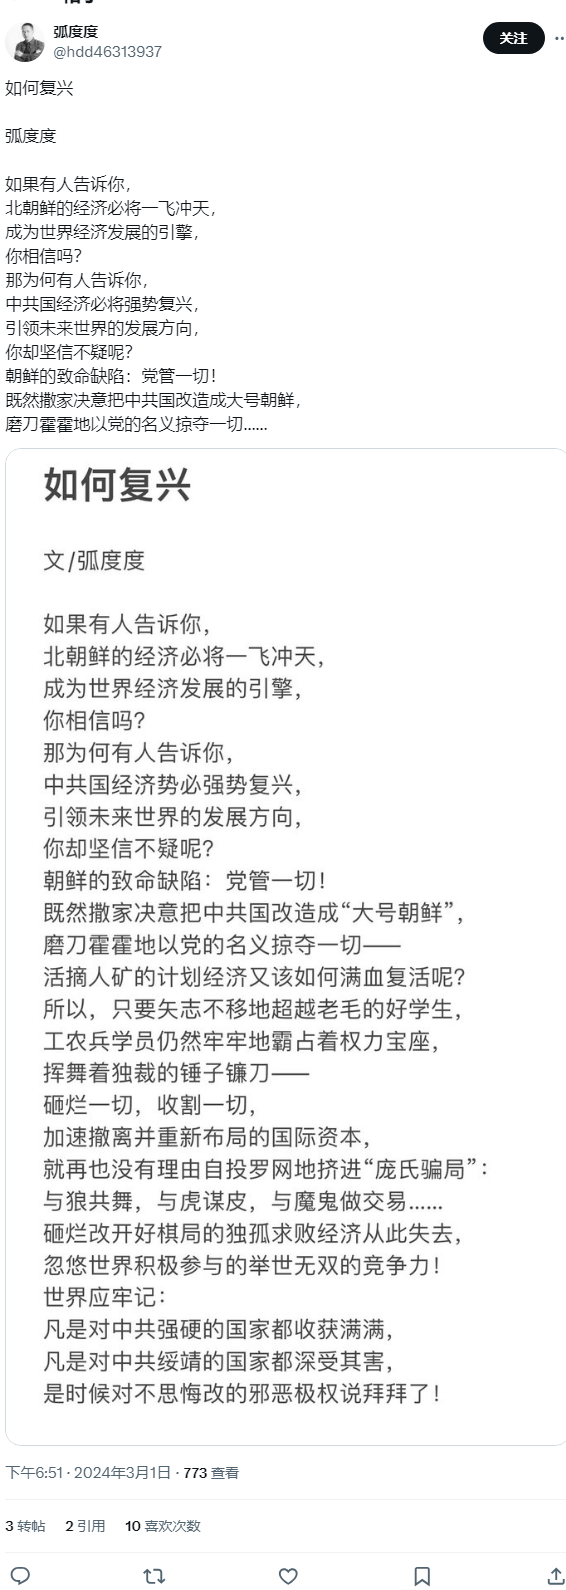 弧度度
@hdd46313937
关注
如何复兴
弧度度
如果有人告诉你，
北朝鲜的经济必将一飞冲天，
成为世界经济发展的引擎，
你相信吗？
那为何有人告诉你，
中共国经济必将强势复兴，
引领未来世界的发展方向，
你却坚信不疑呢？
朝鲜的致命缺陷：党管一切！
既然撒家决意把中共国改造成大号朝鲜，
磨刀霍霍地以党的名义掠夺一切......
如何复兴
文/弧度度
如果有人告诉你，
北朝鲜的经济必将一飞冲天，
成为世界经济发展的引擎，
你相信吗？
那为何有人告诉你，
中共国经济势必强势复兴，
引领未来世界的发展方向，
你却坚信不疑呢？
朝鲜的致命缺陷：党管一切！
既然撒家决意把中共国改造成“大号朝鲜”，
磨刀霍霍地以党的名义掠夺一切——
活摘人矿的计划经济又该如何满血复活呢？
所以，只要矢志不移地超越老毛的好学生，
工农兵学员仍然牢牢地霸占着权力宝座，
挥舞着独裁的锤子镰刀——
砸烂一切，收割一切，
加速撤离并重新布局的国际资本，
就再也没有理由自投罗网地挤进“庞氏骗局”：
与狼共舞，与虎谋皮，与魔鬼做交易......
砸烂改开好棋局的独孤求败经济从此失去，
忽悠世界积极参与的举世无双的竞争力！
世界应牢记：
凡是对中共强硬的国家都收获满满，
凡是对中共绥靖的国家都深受其害，
是时候对不思悔改的邪恶极权说拜拜了！
下午6:51 · 2024年3月1日 · 773 查看
3 转帖 2 引用 10 喜欢次数